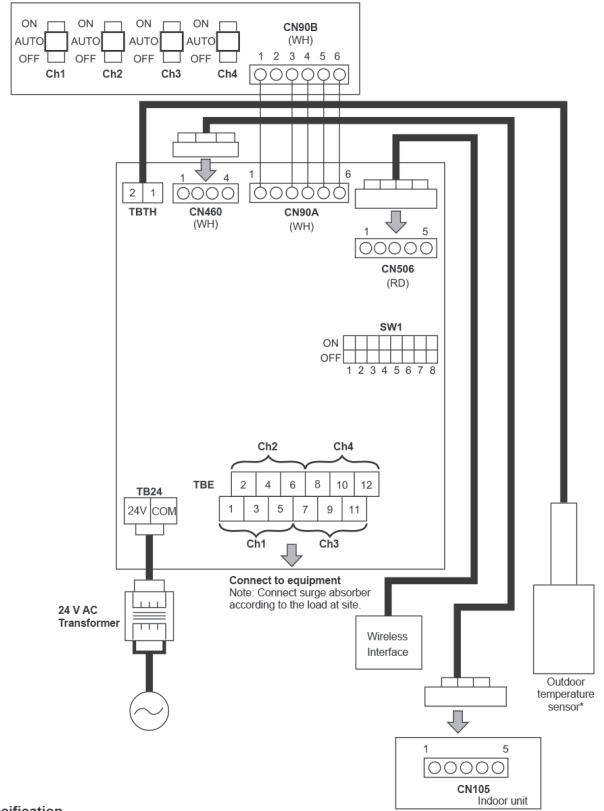 ON ON ON ON CN90B
(WH)
AUTO AUTO AUTO AUTO
1 2 3 4 5 6
OFF OFF OFF OFF
Ch1 Ch2 Ch3 Ch4
1 4 1 6
2 1
TBTH CN460 CN90A
(WH) (WH)
1 5
CN506
(RD)
SW1
ON
OFF
1 2 3 4 5 6 7 8
Ch2 Ch4
TBE 2 4 6 8 10 12
TB24
24V COM 1 3 5 7 9 11
Ch1 Ch3
Connect to equipment
Note: Connect surge absorber
according to the load at site.
24 V AC
Transformer
Wireless
Interface
Outdoor
temperature
sensor*
1 5
CN105
Indoor unit